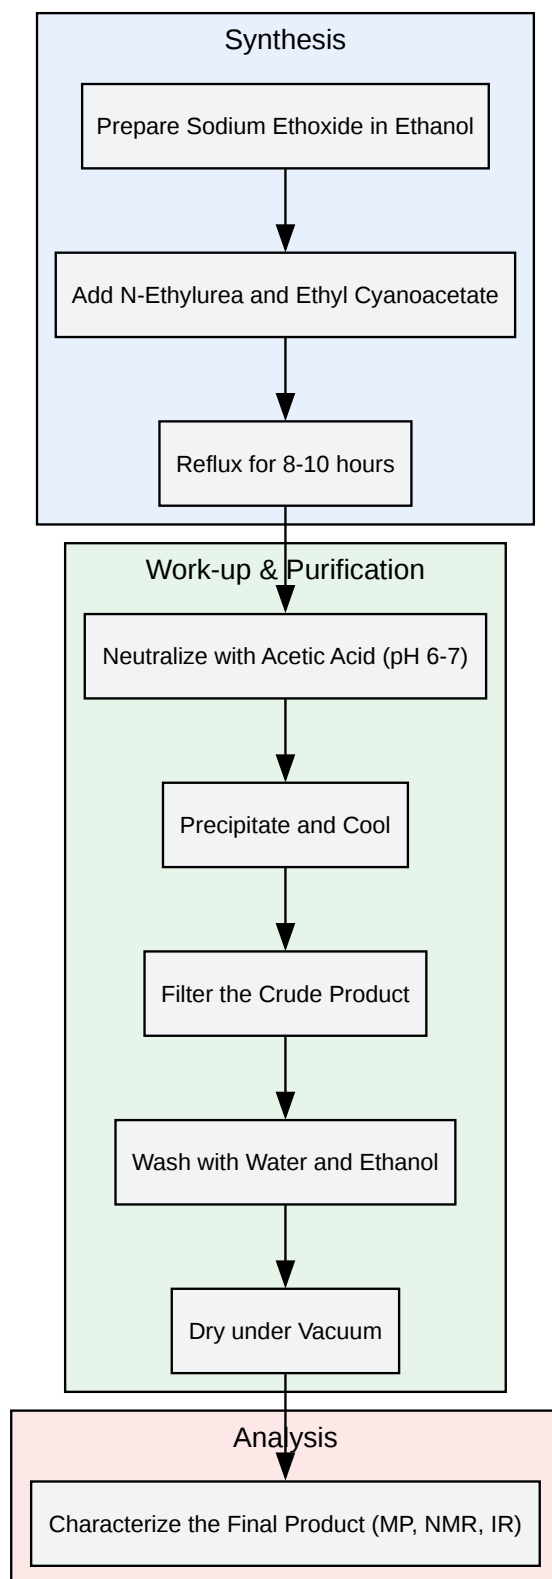 Synthesis
Prepare Sodium Ethoxide in Ethanol
Add N-Ethylurea and Ethyl Cyanoacetate
Reflux for 8-10 hours
Work-up & Purification
Neutralize with Acetic Acid (pH 6-7)
Precipitate and Cool
Filter the Crude Product
Wash with Water and Ethanol
Dry under Vacuum
Analysis
Characterize the Final Product (MP, NMR, IR)